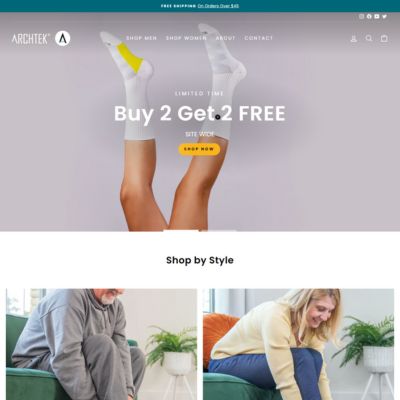 FREE SHIPPING On Orders Over $45
ARCHTEK
SHOP MEN SHOP WOMEN ABOUT CONTACT
LIMITED TIME
Buy 2 Get 2 FREE
SITE WIDE
SHOP NOW
Shop by Style